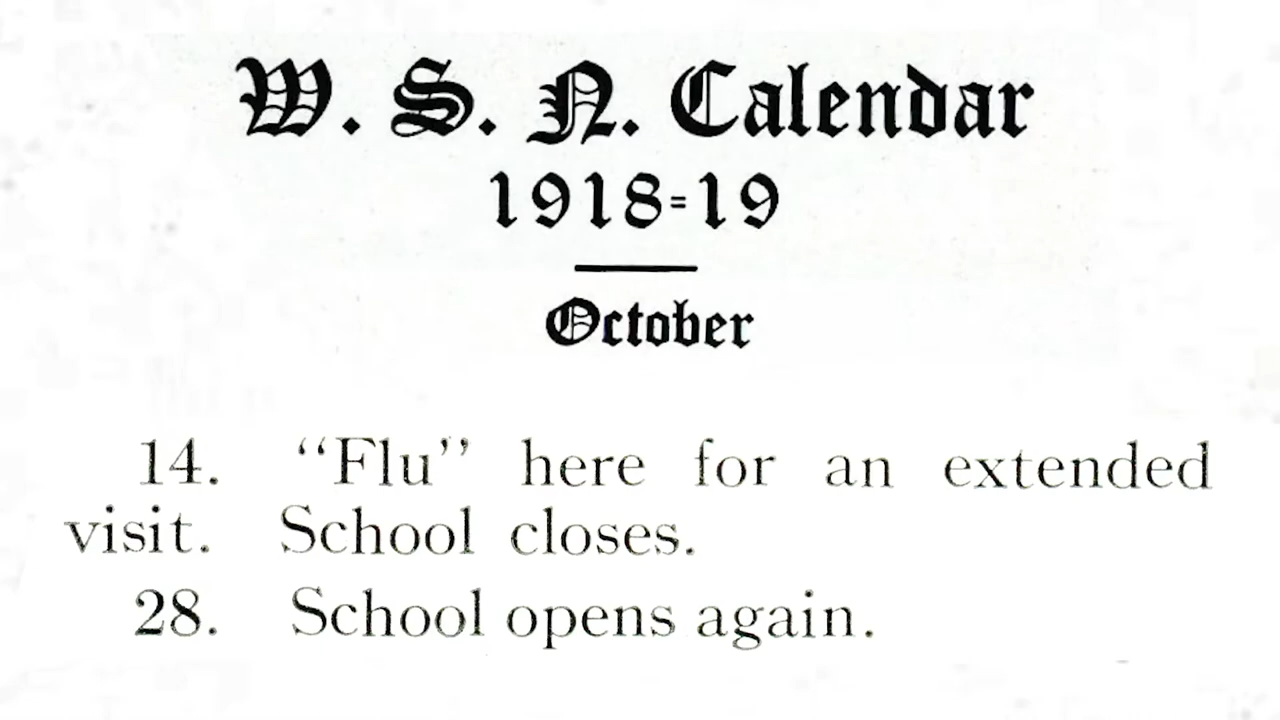 W. S. N. Calendar
1918=19
October
14. “Flu” here for an extended
visit. School closes.
28. School opens again.